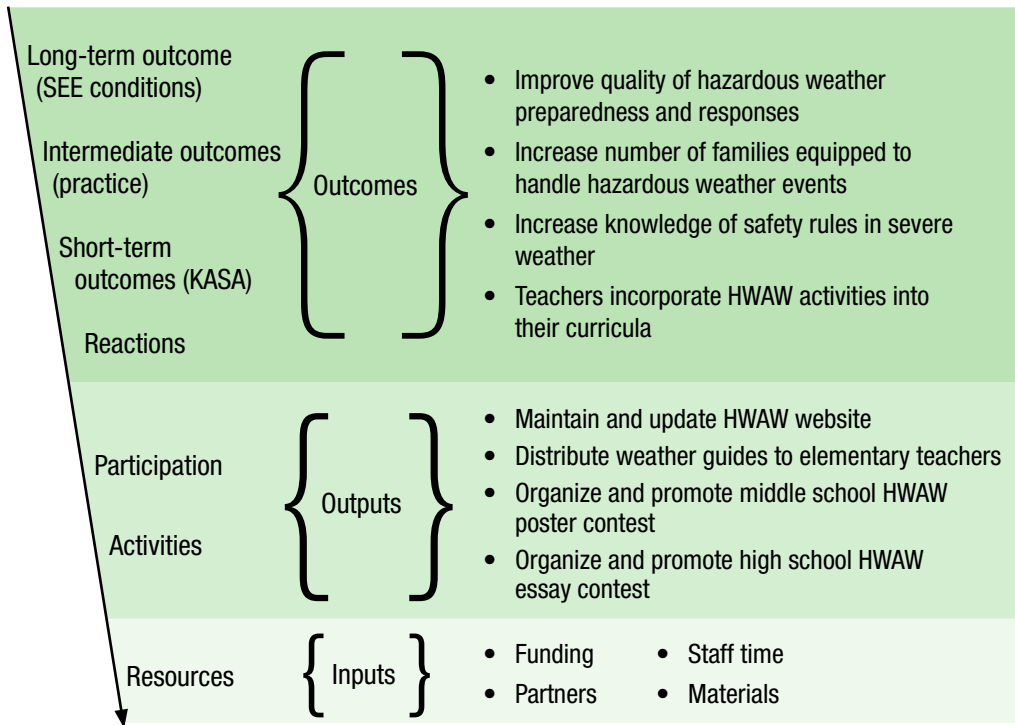 Long-term outcome
(SEE conditions)
Intermediate outcomes
(practice)
Short-term
outcomes (KASA)
Reactions
Outcomes
• Improve quality of hazardous weather
preparedness and responses
• Increase number of families equipped to
handle hazardous weather events
• Increase knowledge of safety rules in severe
weather
• Teachers incorporate HWAW activities into
their curricula
Participation
Activities
Outputs
• Maintain and update HWAW website
• Distribute weather guides to elementary teachers
• Organize and promote middle school HWAW
poster contest
• Organize and promote high school HWAW
essay contest
Resources
Inputs
• Funding • Staff time
• Partners • Materials